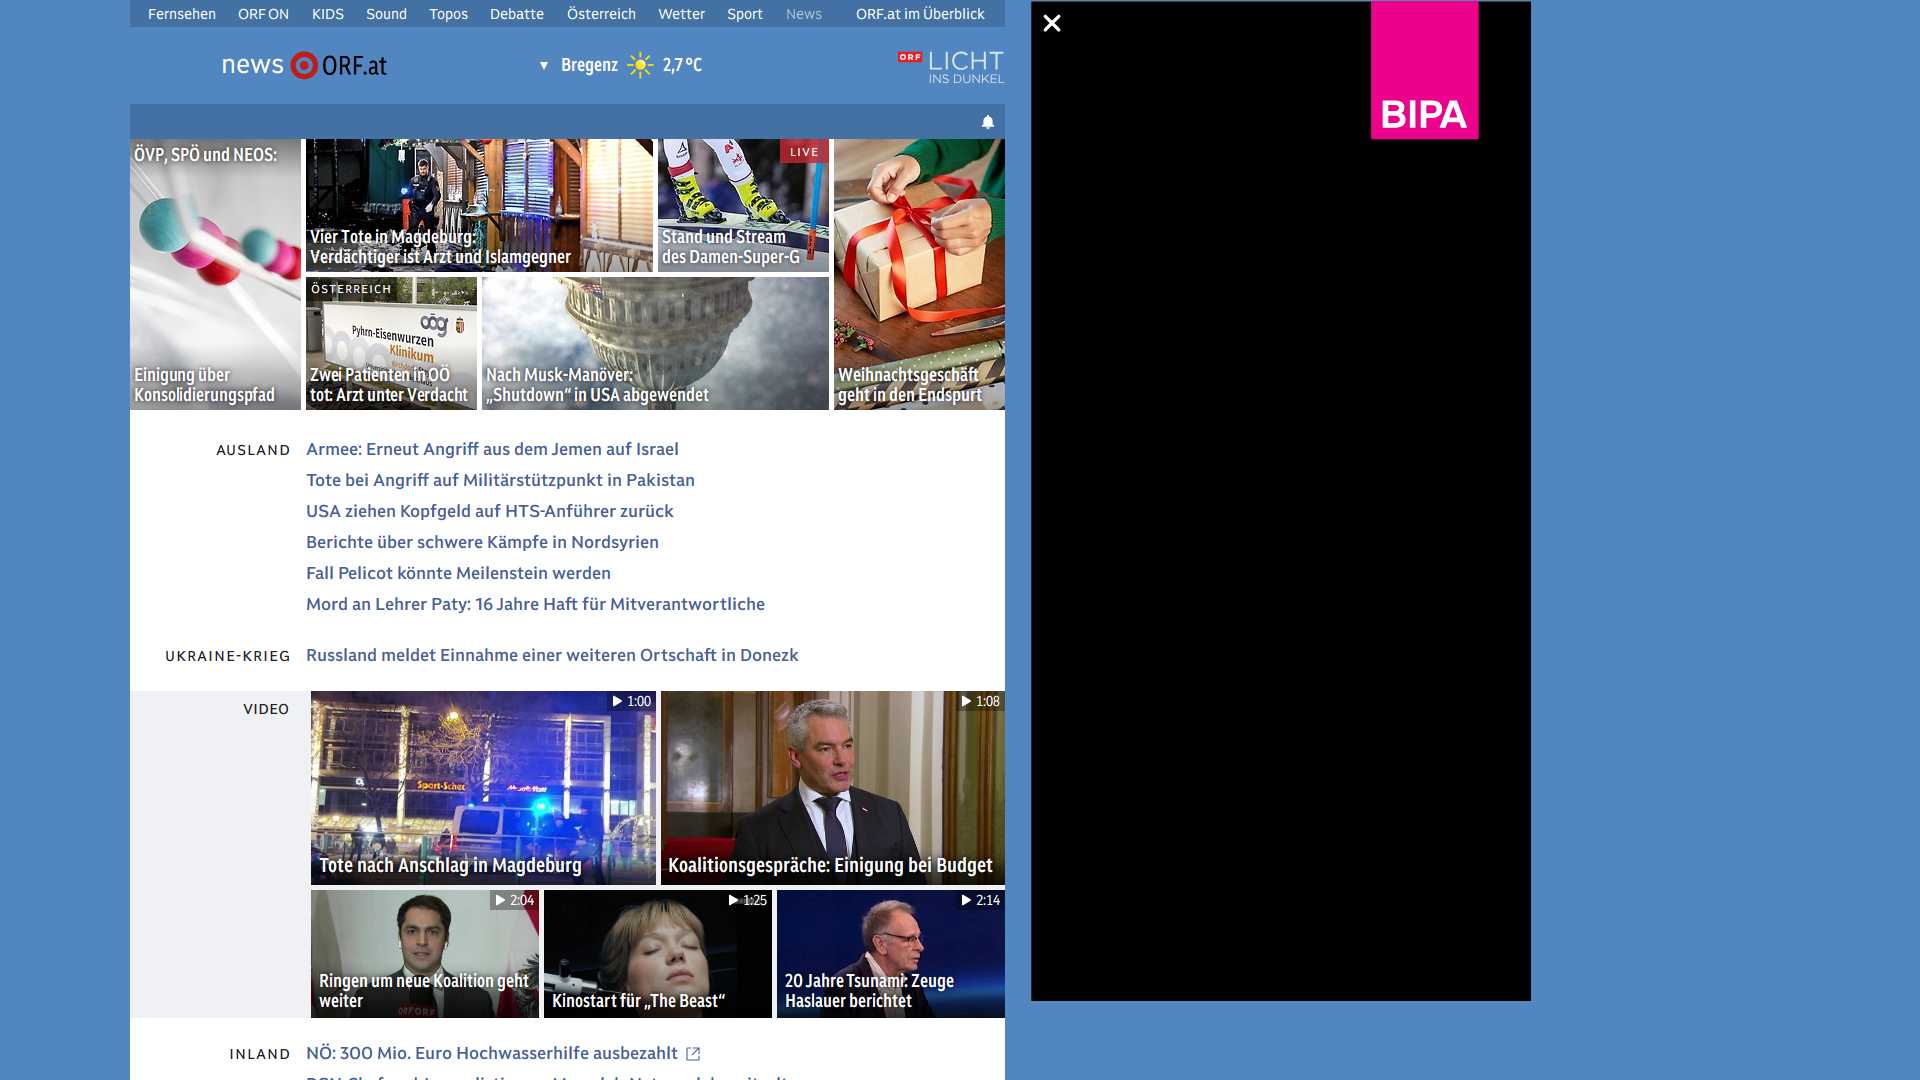 Fernsehen ORF ON KIDS Sound Topos Debatte Österreich Wetter Sport News ORF.at im Überblick
news ORF.at
Bregenz 2,7 °C
ORF LICHT
INS DUNKEL
BIPA
ÖVP, SPÖ und NEOS:
Einigung über
Konsolidierungspfad
Vier Tote in Magdeburg:
Verdächtiger ist Arzt und Islamgegner
LIVE
Stand und Stream
des Damen-Super-G
ÖSTERREICH
Pyhrn-Eisenwurzen
Klinikum
Zwei Patienten in OÖ
tot: Arzt unter Verdacht
Nach Musk-Manöver:
„Shutdown“ in USA abgewendet
Weihnachtsgeschäft
geht in den Endspurt
AUSLAND
Armee: Erneut Angriff aus dem Jemen auf Israel
Tote bei Angriff auf Militärstützpunkt in Pakistan
USA ziehen Kopfgeld auf HTS-Anführer zurück
Berichte über schwere Kämpfe in Nordsyrien
Fall Pelicot könnte Meilenstein werden
Mord an Lehrer Paty: 16 Jahre Haft für Mitverantwortliche
UKRAINE-KRIEG
Russland meldet Einnahme einer weiteren Ortschaft in Donezk
VIDEO
1:00
Tote nach Anschlag in Magdeburg
1:08
Koalitionsgespräche: Einigung bei Budget
2:04
Ringen um neue Koalition geht
weiter
1:25
Kinostart für „The Beast“
2:14
20 Jahre Tsunami: Zeuge
Haslauer berichtet
INLAND
NÖ: 300 Mio. Euro Hochwasserhilfe ausbezahlt